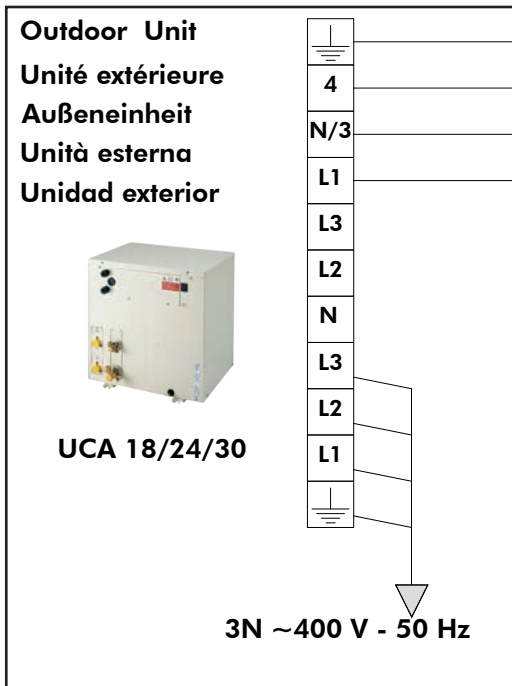 Outdoor Unit
Unité extérieure
Außeneinheit
Unità esterna
Unidad exterior
4
N/3
L1
L3
L2
N
L3
L2
L1
UCA 18/24/30
3N ~400 V - 50 Hz